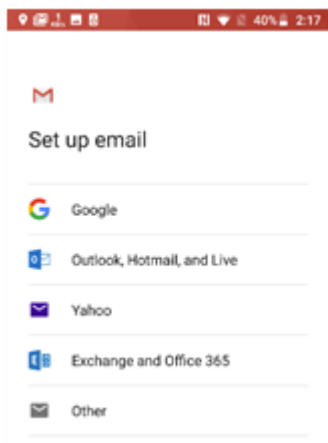 40% 2:17
Set up email
Google
Outlook, Hotmail, and Live
Yahoo
Exchange and Office 365
Other